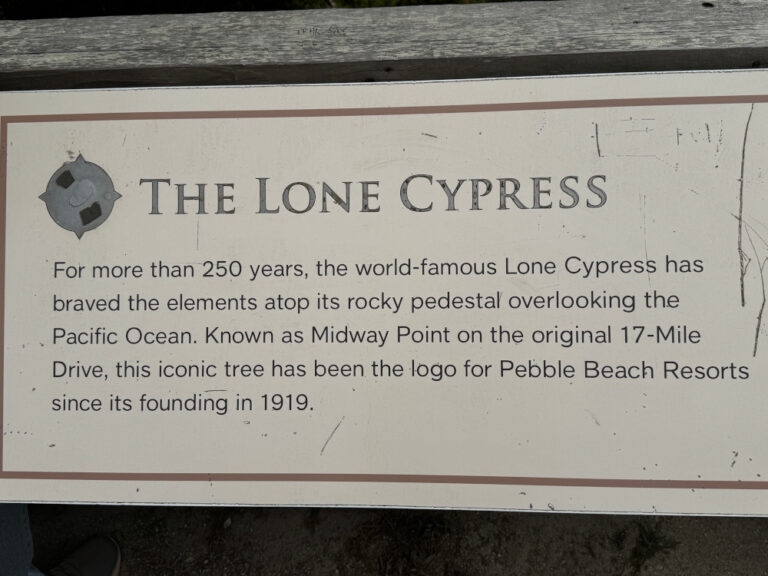 THE LONE CYPRESS
For more than 250 years, the world-famous Lone Cypress has
braved the elements atop its rocky pedestal overlooking the
Pacific Ocean. Known as Midway Point on the original 17-Mile
Drive, this iconic tree has been the logo for Pebble Beach Resorts
since its founding in 1919.